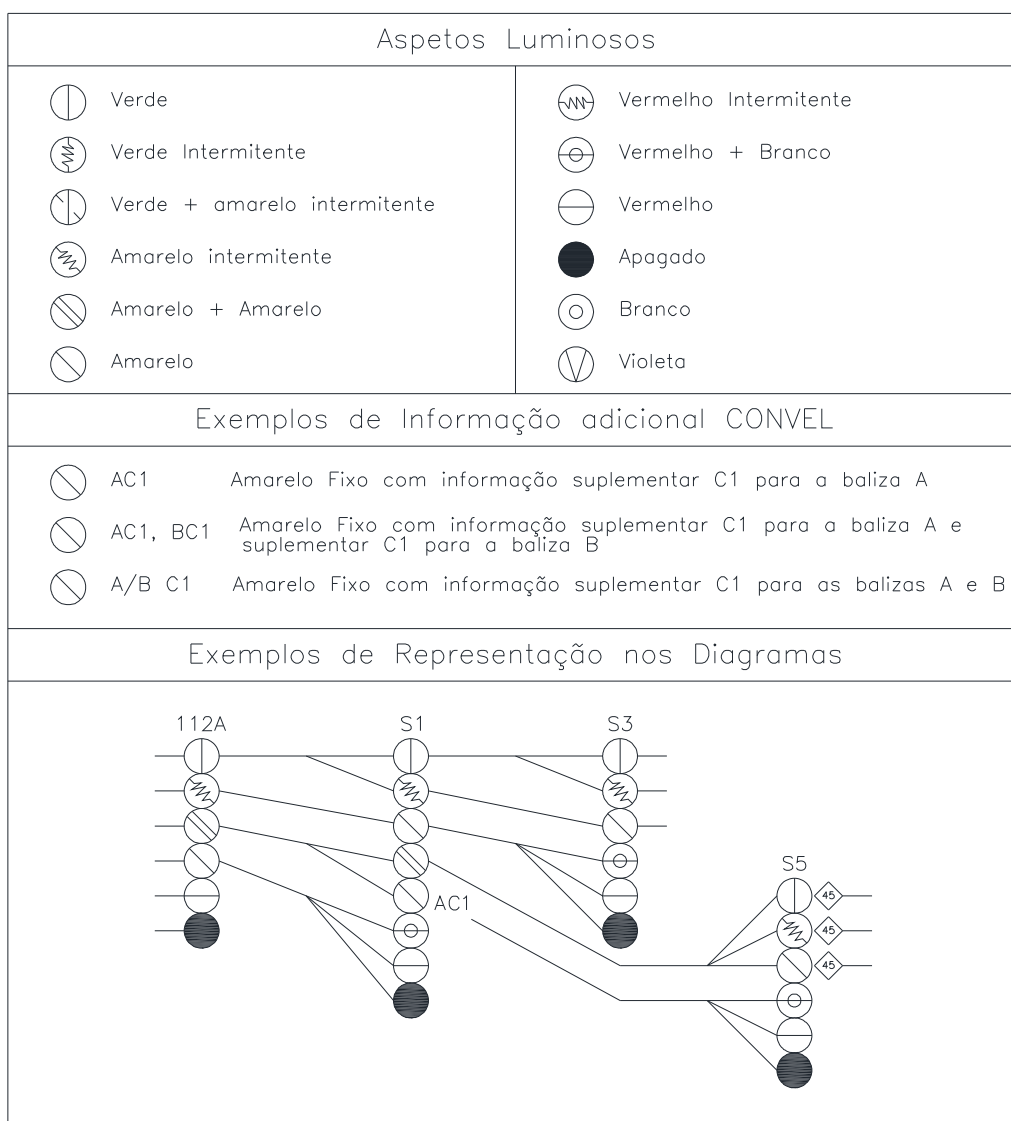 Aspetos Luminosos
Verde
Verde Intermitente
Verde + amarelo intermitente
Amarelo intermitente
Amarelo + Amarelo
Amarelo
Vermelho Intermitente
Vermelho + Branco
Vermelho
Apagado
Branco
Violeta
Exemplos de Informação adicional CONVEL
AC1 Amarelo Fixo com informação suplementar C1 para a baliza A
AC1, BC1 Amarelo Fixo com informação suplementar C1 para a baliza A e
suplementar C1 para a baliza B
A/B C1 Amarelo Fixo com informação suplementar C1 para as balizas A e B
Exemplos de Representação nos Diagramas
112A S1 S3
S5
45
AC1
45
45